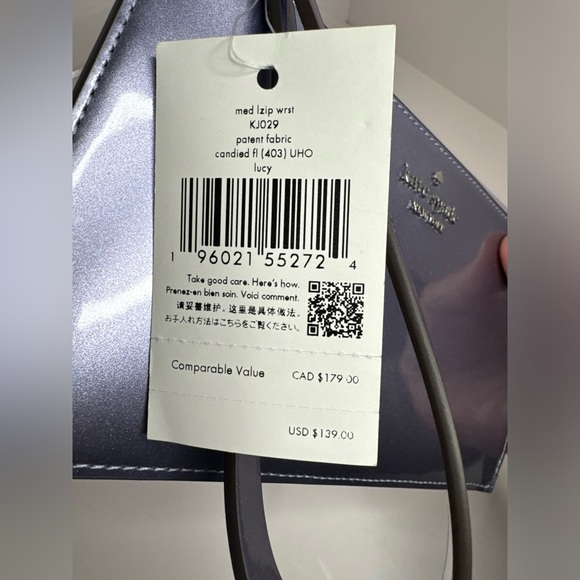 med lzip wrst
KJ029
patent fabric
candied fl (403) UHO
lucy
1 96021 55272 4
Take good care. Here's how.
Prenez-en bien soin. Voici comment.
请妥善维护。这里是具体做法。
お手入れ方法はこちらをご覧ください。
Comparable Value CAD $179.00
USD $139.00
kate spade
NEW YORK